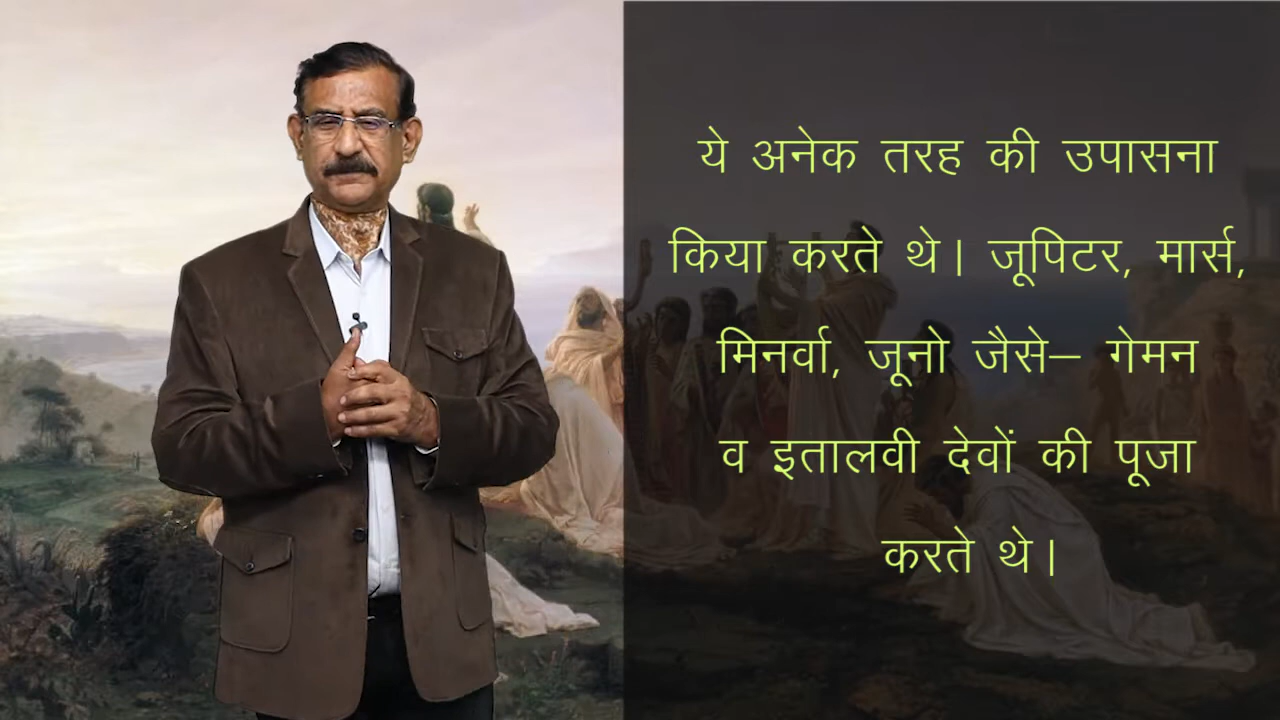 ये अनेक तरह की उपासना
किया करते थे। जूपिटर, मार्स,
मिनर्वा, जूनो जैसे– गेमन
व इतालवी देवों की पूजा
करते थे।